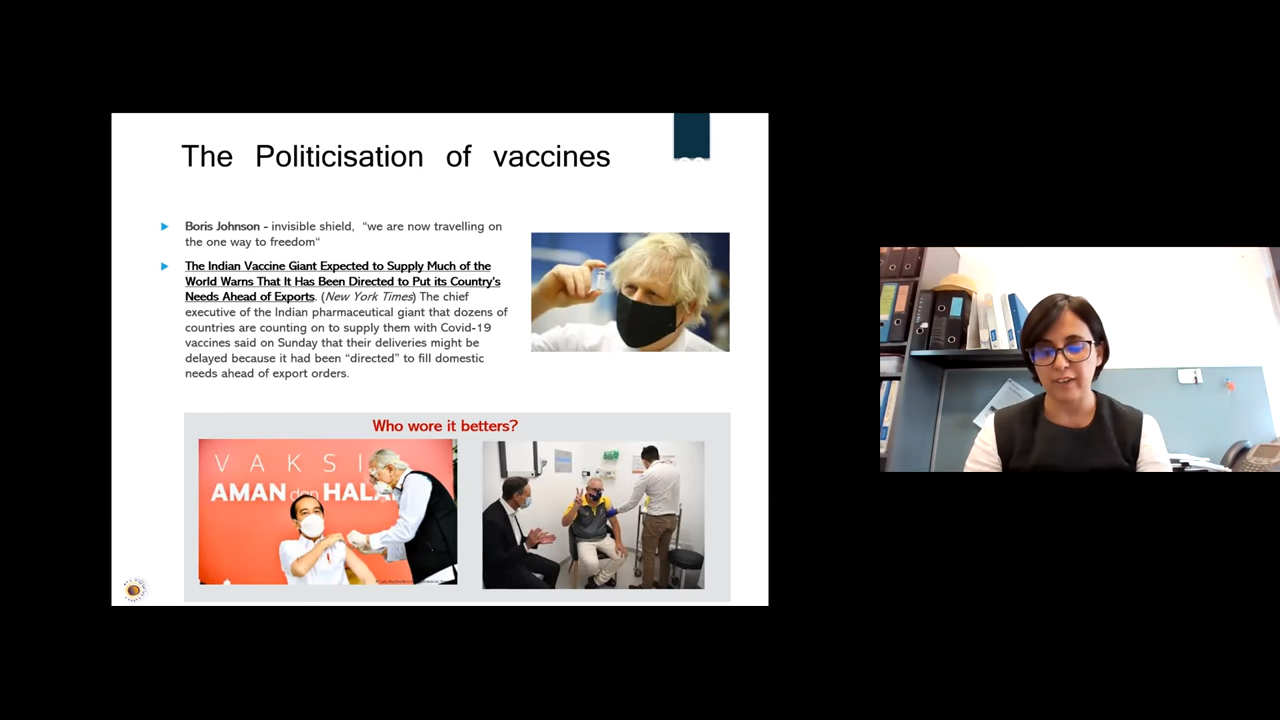 The Politicisation of vaccines
Boris Johnson - invisible shield, “we are now travelling on
the one way to freedom“
The Indian Vaccine Giant Expected to Supply Much of the
World Warns That It Has Been Directed to Put its Country's
Needs Ahead of Exports. (New York Times) The chief
executive of the Indian pharmaceutical giant that dozens of
countries are counting on to supply them with Covid-19
vaccines said on Sunday that their deliveries might be
delayed because it had been “directed” to fill domestic
needs ahead of export orders.
Who wore it betters?
VAKSI
AMAN dan HALA